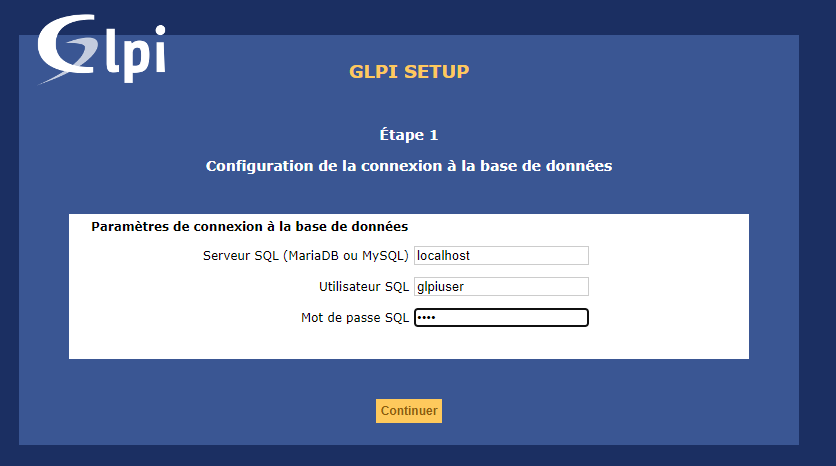 Glpi
GLPI SETUP
Étape 1
Configuration de la connexion à la base de données
Paramètres de connexion à la base de données
Serveur SQL (MariaDB ou MySQL) localhost
Utilisateur SQL glpiuser
Mot de passe SQL ••••
Continuer